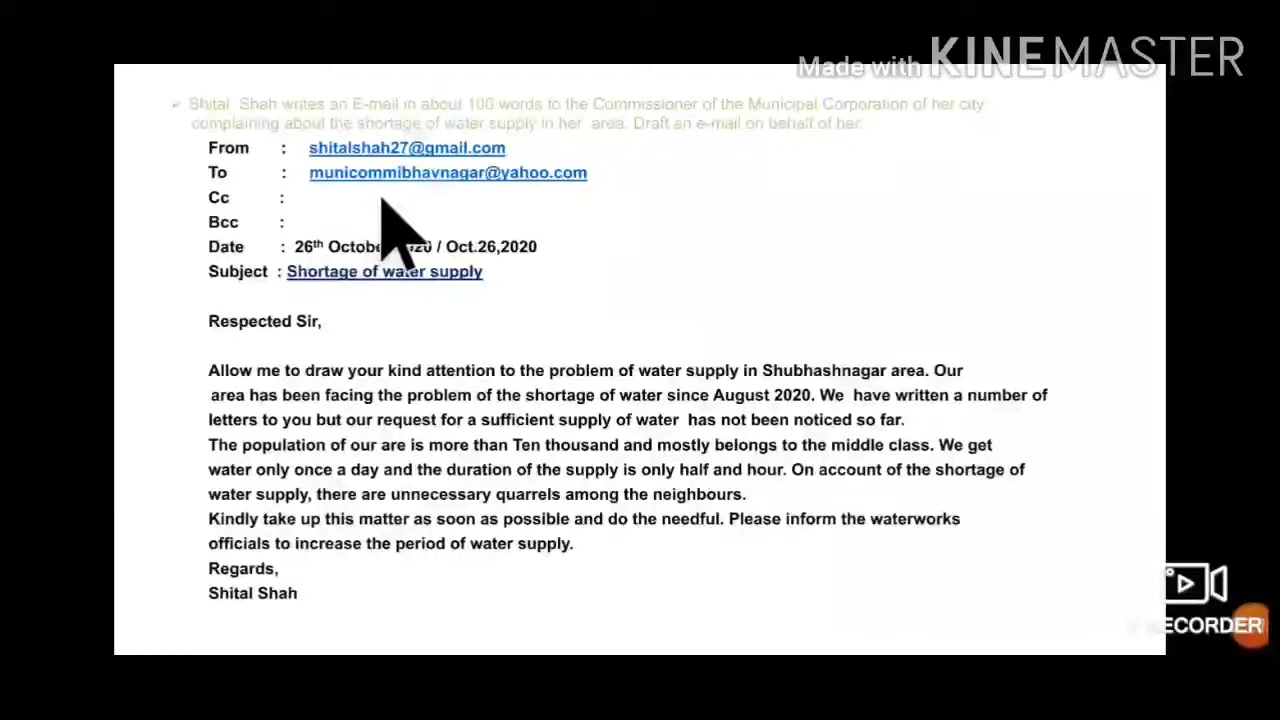 Made with KINEMASTER
Shital Shah writes an E-mail in about 100 words to the Commissioner of the Municipal Corporation of her city
complaining about the shortage of water supply in her area. Draft an e-mail on behalf of her.
From : shitalshah27@gmail.com
To : municommibhavnagar@yahoo.com
Cc :
Bcc :
Date : 26th October 2020 / Oct.26,2020
Subject : Shortage of water supply
Respected Sir,
Allow me to draw your kind attention to the problem of water supply in Shubhashnagar area. Our
area has been facing the problem of the shortage of water since August 2020. We have written a number of
letters to you but our request for a sufficient supply of water has not been noticed so far.
The population of our are is more than Ten thousand and mostly belongs to the middle class. We get
water only once a day and the duration of the supply is only half and hour. On account of the shortage of
water supply, there are unnecessary quarrels among the neighbours.
Kindly take up this matter as soon as possible and do the needful. Please inform the waterworks
officials to increase the period of water supply.
Regards,
Shital Shah
RECORDER